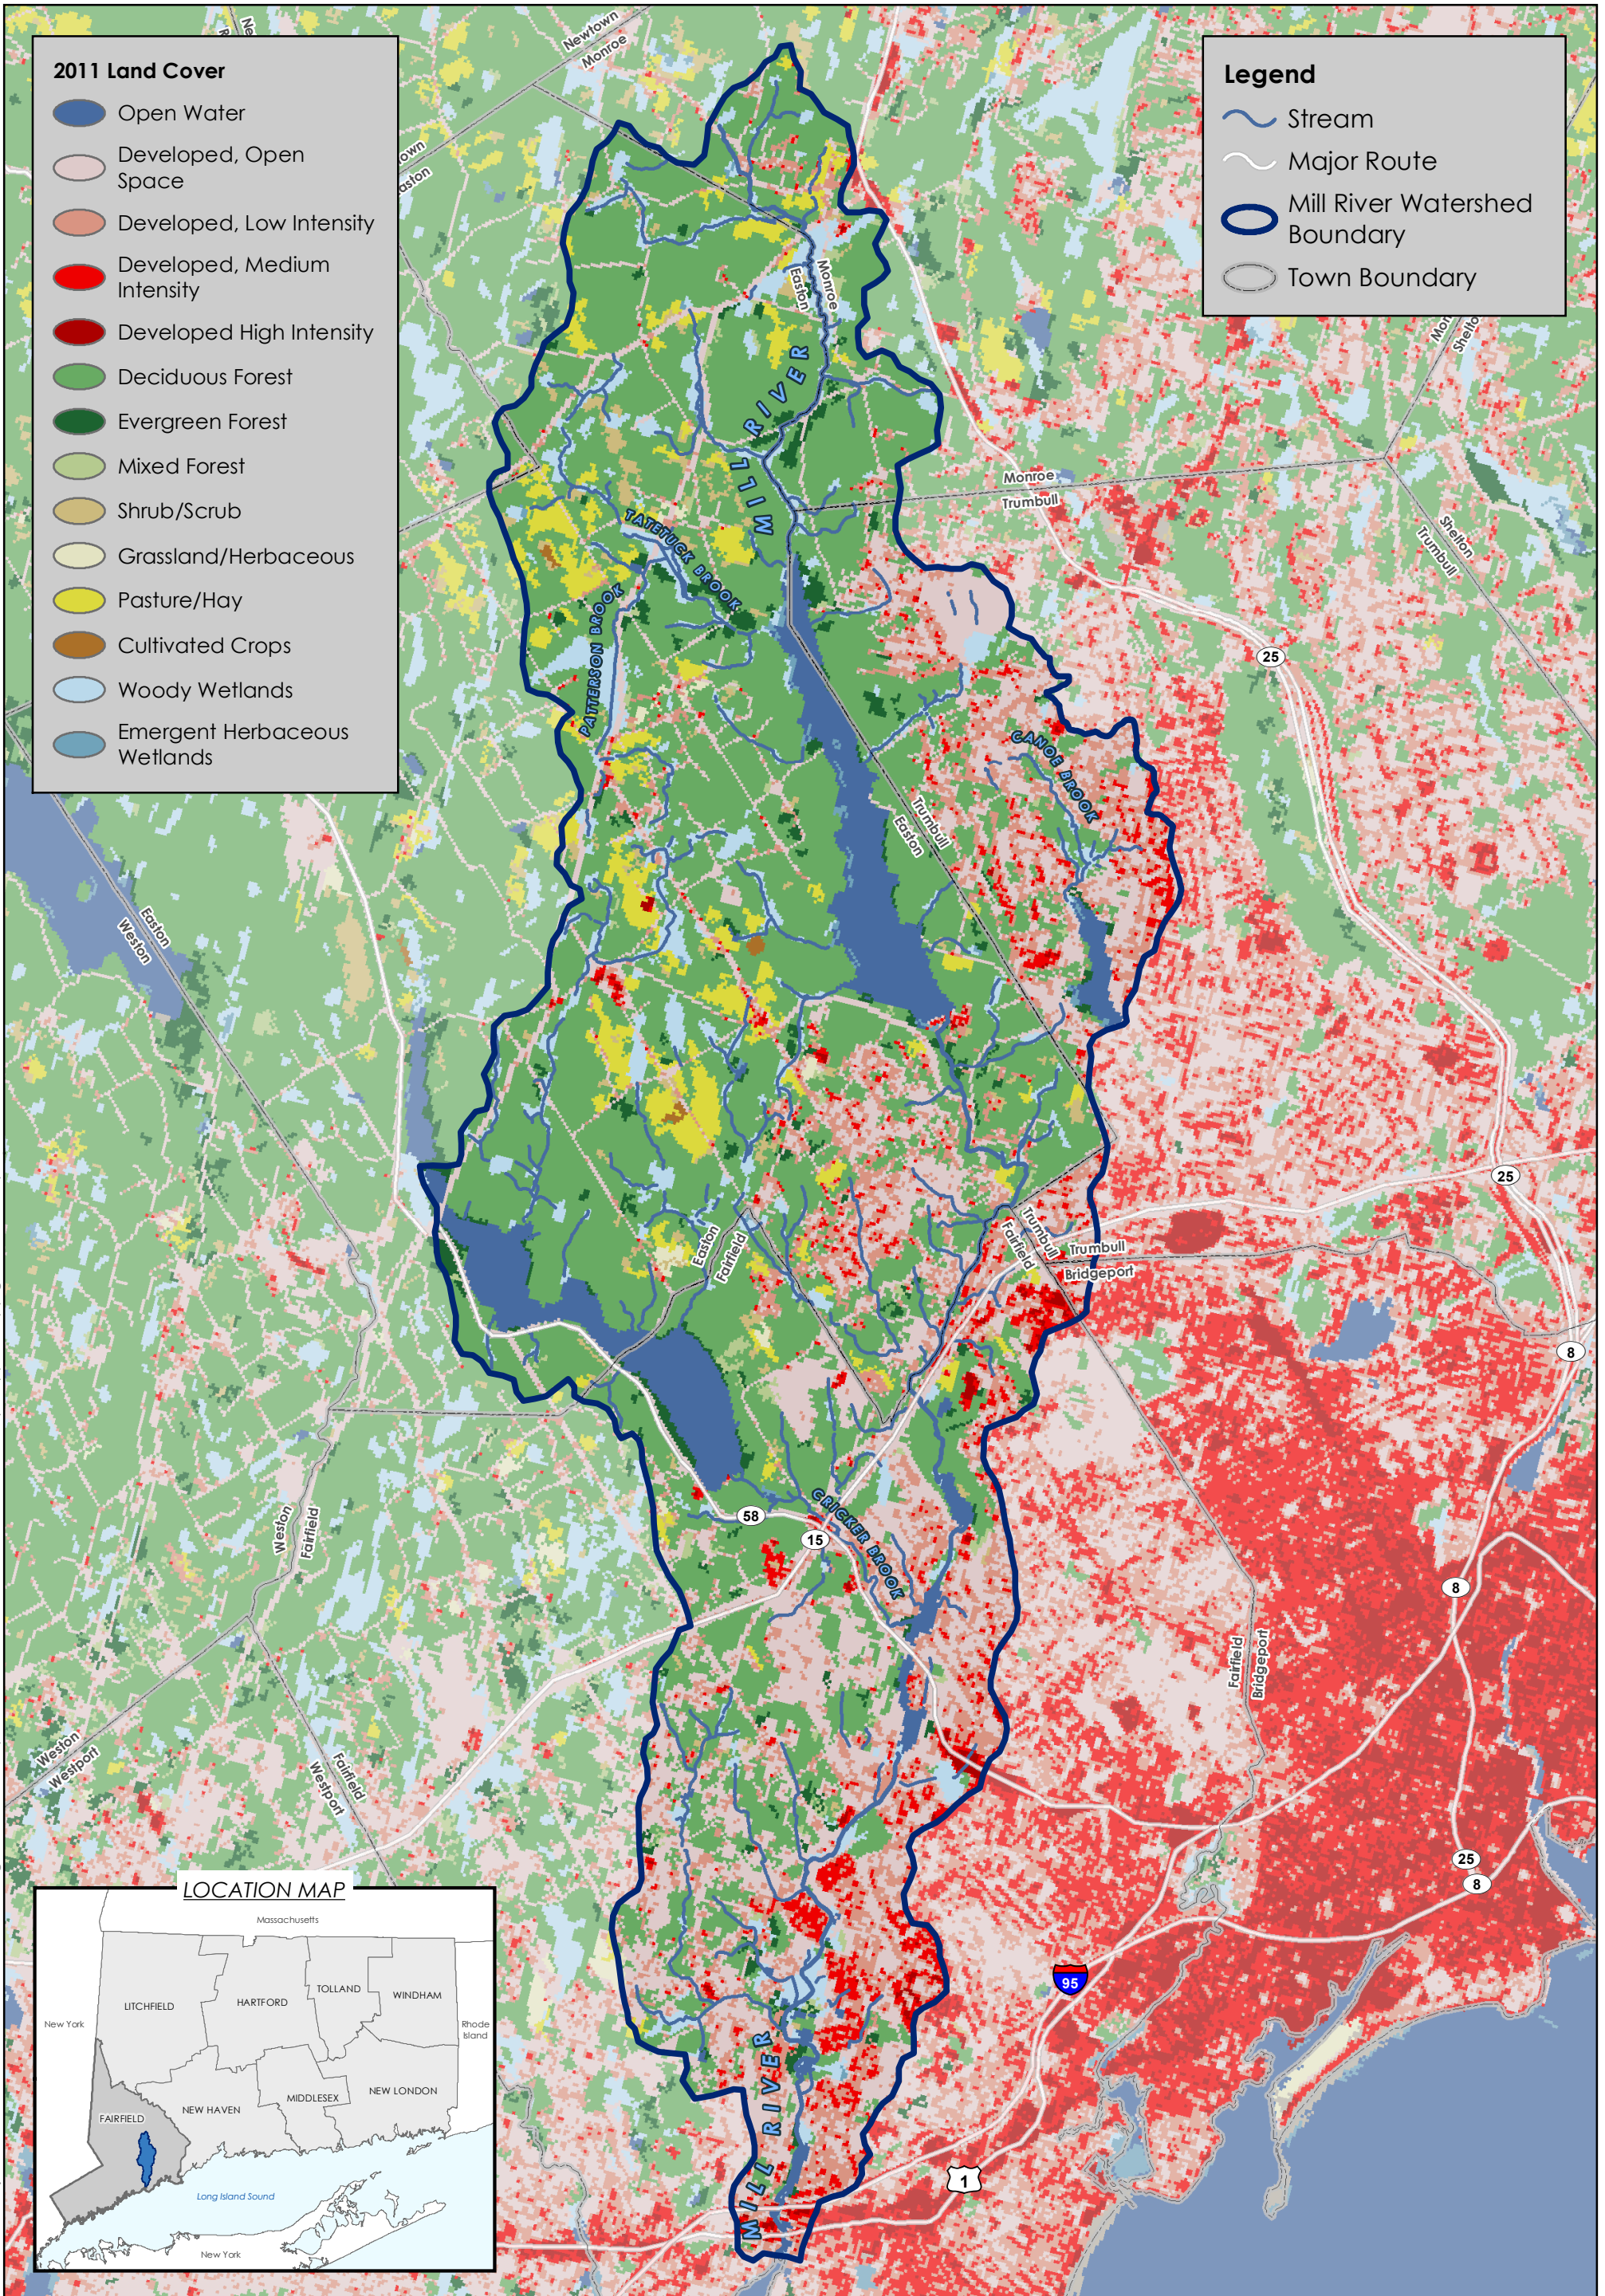 2011 Land Cover
Open Water
Developed, Open
Space
Developed, Low Intensity
Developed, Medium
Intensity
Developed High Intensity
Deciduous Forest
Evergreen Forest
Mixed Forest
Shrub/Scrub
Grassland/Herbaceous
Pasture/Hay
Cultivated Crops
Woody Wetlands
Emergent Herbaceous
Wetlands
Legend
Stream
Major Route
Mill River Watershed
Boundary
Town Boundary
Newtown
Monroe
Easton
Monroe
MILL RIVER
Monroe
Trumbull
Shelton
Trumbull
TATETUCK BROOK
PATTERSON BROOK
25
CANOE BROOK
Trumbull
Easton
Easton
Weston
25
Easton
Fairfield
Trumbull
Fairfield
Trumbull
Bridgeport
8
58
15
CRICKER BROOK
Weston
Fairfield
8
Fairfield
Bridgeport
Weston
Westport
Fairfield
Westport
25
8
95
MILL RIVER
1
LOCATION MAP
Massachusetts
LITCHFIELD
HARTFORD
TOLLAND
WINDHAM
New York
Rhode
Island
FAIRFIELD
NEW HAVEN
MIDDLESEX
NEW LONDON
Long Island Sound
New York